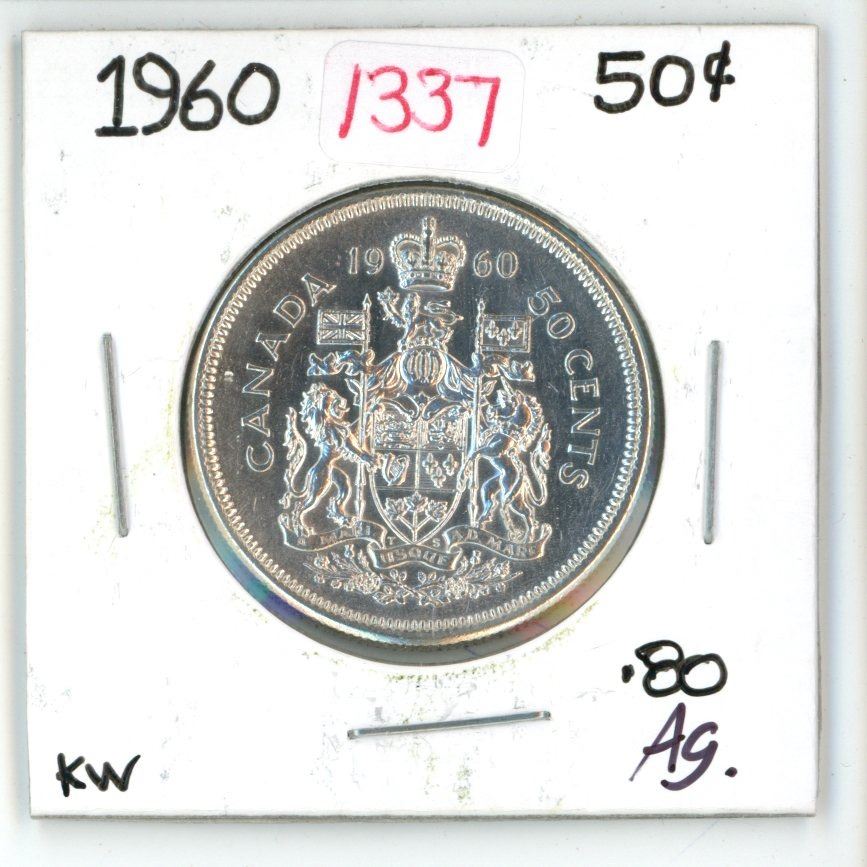 1960 1337 50¢
19 60
CANADA
50 CENTS
A MARI USQUE AD MARE
.80
Ag.
KW